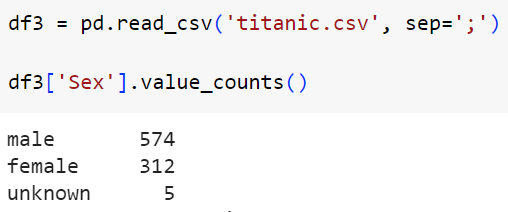 df3 = pd.read_csv('titanic.csv', sep=';')
df3['Sex'].value_counts()
male 574
female 312
unknown 5